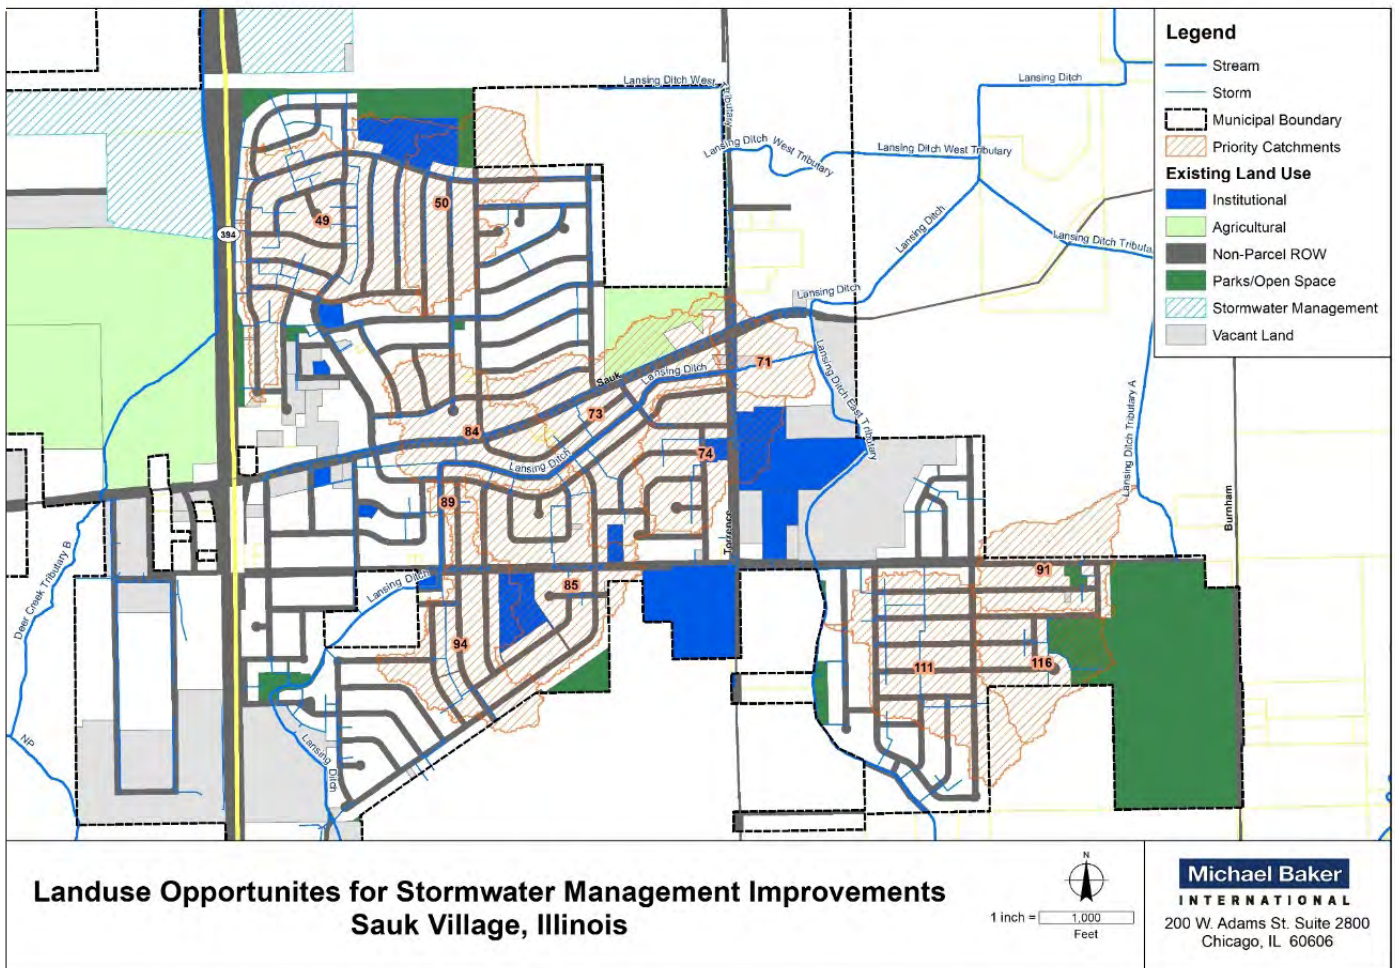 Legend
Stream
Storm
Municipal Boundary
Priority Catchments
Existing Land Use
Institutional
Agricultural
Non-Parcel ROW
Parks/Open Space
Stormwater Management
Vacant Land
Lansing Ditch West Tributary
Lansing Ditch
Lansing Ditch West Tributary
Lansing Ditch West Tributary
49
50
394
Lansing Ditch
Lansing Ditch Tributa
Lansing Ditch
71
Sauk
Lansing Ditch
73
Lansing Ditch East Tributary
Lansing Ditch Tributary A
84
74
Lansing Ditch
89
Torrence
Burnham
Deer Creek Tributary B
Lansing Ditch
85
91
94
111
116
NP
Lansing Ditch
Landuse Opportunites for Stormwater Management Improvements
Sauk Village, Illinois
N
1 inch = 1,000
Feet
Michael Baker
INTERNATIONAL
200 W. Adams St. Suite 2800
Chicago, IL 60606